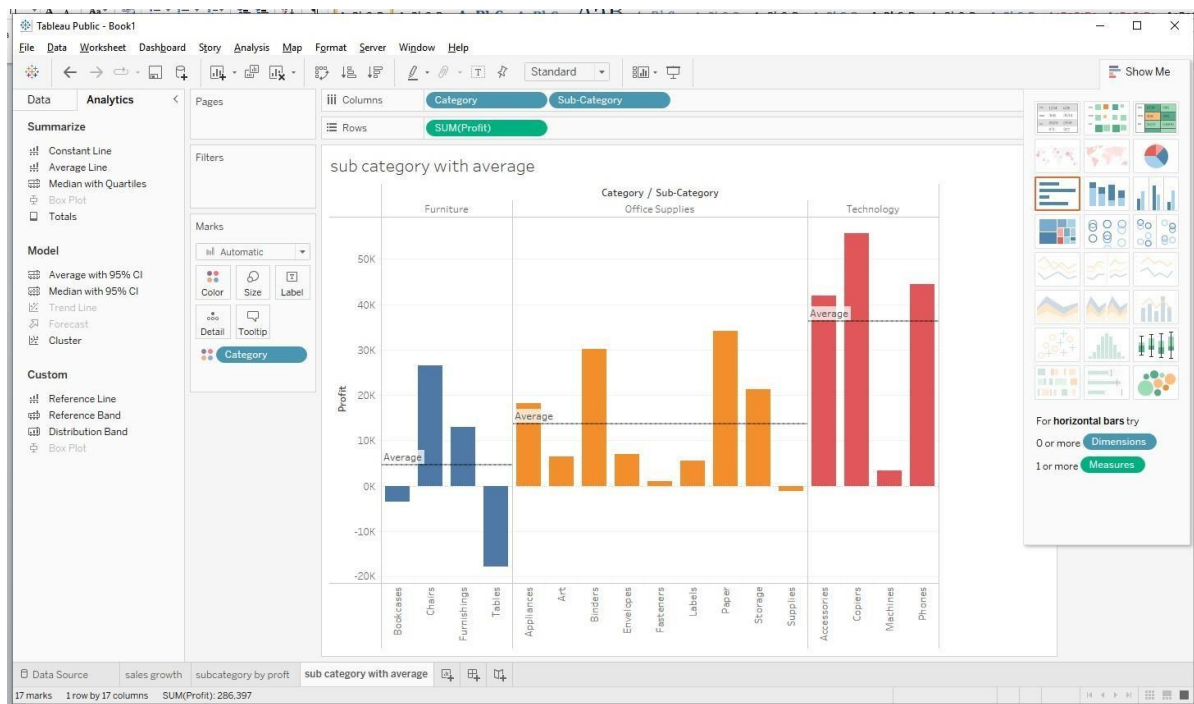 Tableau Public - Book1
File Data Worksheet Dashboard Story Analysis Map Format Server Window Help
Standard
Show Me
Data Analytics
Pages
iii Columns Category Sub-Category
Rows SUM(Profit)
Summarize
Constant Line
Average Line
Median with Quartiles
Box Plot
Totals
Model
Average with 95% CI
Median with 95% CI
Trend Line
Forecast
Cluster
Custom
Reference Line
Reference Band
Distribution Band
Box Plot
Filters
Marks
Automatic
Color Size Label
Detail Tooltip
Category
sub category with average
Category / Sub-Category
Furniture Office Supplies Technology
Profit
50K
40K
30K
20K
10K
0K
-10K
-20K
Average
Average
Average
Bookcases
Chairs
Furnishings
Tables
Appliances
Art
Binders
Envelopes
Fasteners
Labels
Paper
Storage
Supplies
Accessories
Copiers
Machines
Phones
For horizontal bars try
0 or more Dimensions
1 or more Measures
Data Source sales growth subcategory by proft sub category with average
17 marks 1 row by 17 columns SUM(Profit): 286,397